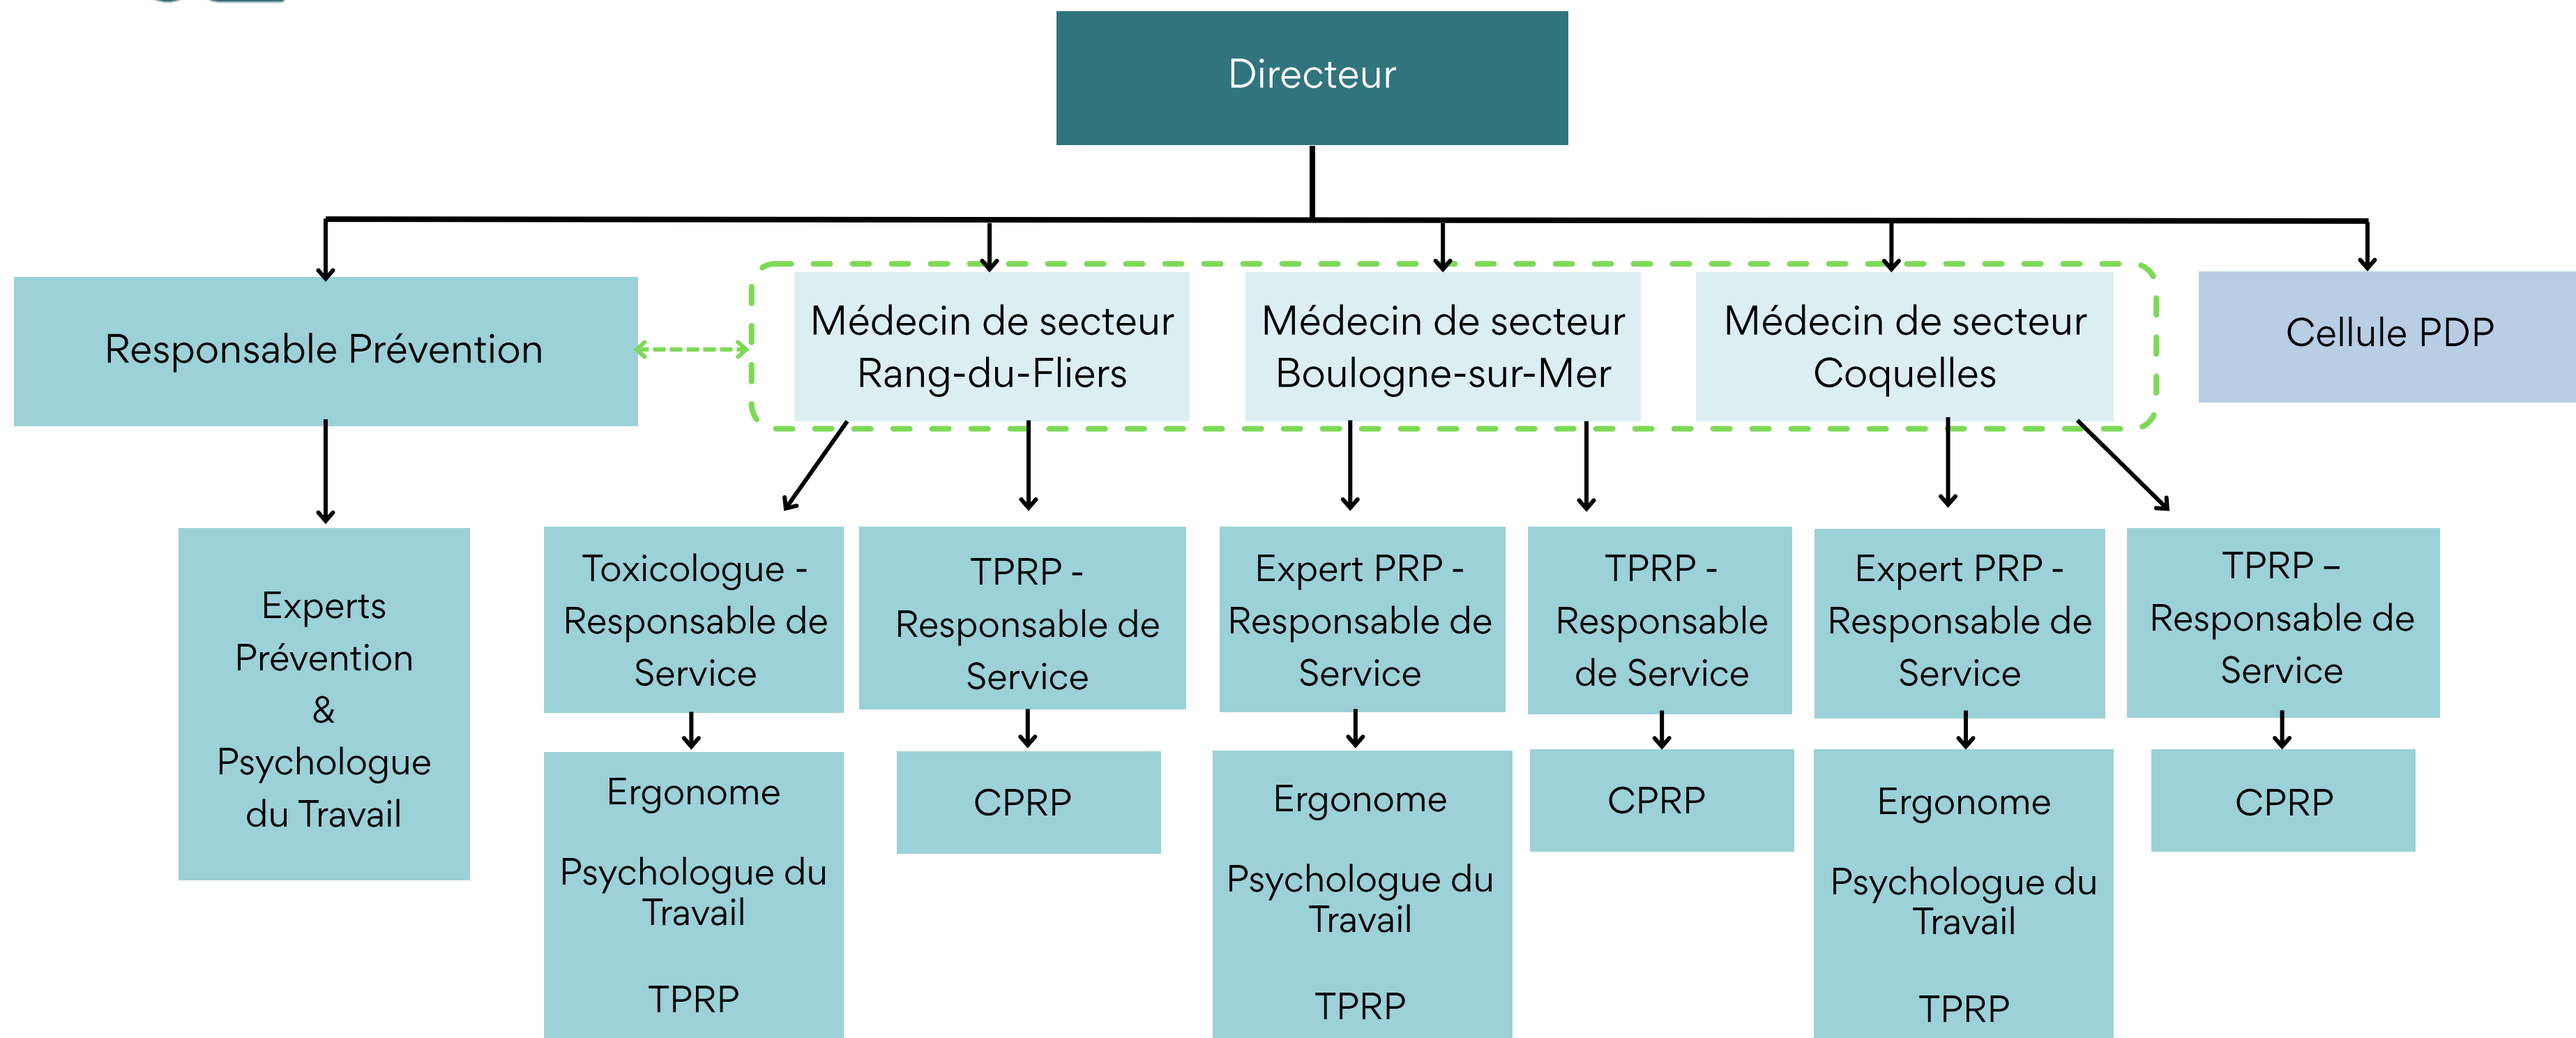 Directeur
Responsable Prévention
Médecin de secteur
Rang-du-Fliers
Médecin de secteur
Boulogne-sur-Mer
Médecin de secteur
Coquelles
Cellule PDP
Experts
Prévention
&
Psychologue
du Travail
Toxicologue -
Responsable de
Service
TPRP -
Responsable de
Service
Expert PRP -
Responsable de
Service
TPRP -
Responsable
de Service
Expert PRP -
Responsable de
Service
TPRP –
Responsable de
Service
Ergonome
Psychologue du
Travail
TPRP
CPRP
Ergonome
Psychologue du
Travail
TPRP
CPRP
Ergonome
Psychologue du
Travail
TPRP
CPRP